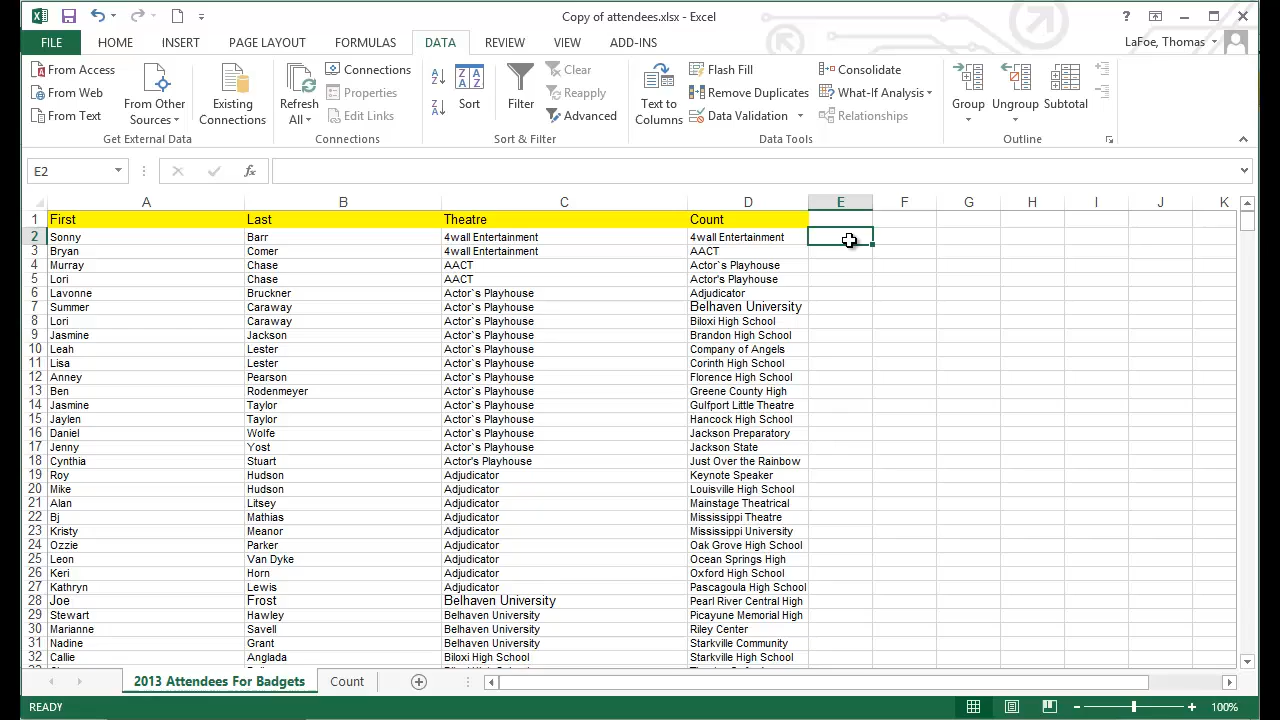 Copy of attendees.xlsx - Excel
FILE HOME INSERT PAGE LAYOUT FORMULAS DATA REVIEW VIEW ADD-INS LaFoe, Thomas
From Access
From Web
From Text
From Other Sources
Get External Data
Existing Connections
Refresh All
Connections
Properties
Edit Links
Connections
Sort
Filter
Clear
Reapply
Advanced
Sort & Filter
Text to Columns
Flash Fill
Remove Duplicates
Data Validation
Consolidate
What-If Analysis
Relationships
Data Tools
Group
Ungroup
Subtotal
Outline
E2 fx
A B C D E F G H I J K
1 First Last Theatre Count
2 Sonny Barr 4wall Entertainment 4wall Entertainment
3 Bryan Comer 4wall Entertainment AACT
4 Murray Chase AACT Actor`s Playhouse
5 Lori Chase AACT Actor's Playhouse
6 Lavonne Bruckner Actor`s Playhouse Adjudicator
7 Summer Caraway Actor`s Playhouse Belhaven University
8 Lori Caraway Actor`s Playhouse Biloxi High School
9 Jasmine Jackson Actor`s Playhouse Brandon High School
10 Leah Lester Actor`s Playhouse Company of Angels
11 Lisa Lester Actor`s Playhouse Corinth High School
12 Anney Pearson Actor`s Playhouse Florence High School
13 Ben Rodenmeyer Actor`s Playhouse Greene County High
14 Jasmine Taylor Actor`s Playhouse Gulfport Little Theatre
15 Jaylen Taylor Actor`s Playhouse Hancock High School
16 Daniel Wolfe Actor`s Playhouse Jackson Preparatory
17 Jenny Yost Actor`s Playhouse Jackson State
18 Cynthia Stuart Actor's Playhouse Just Over the Rainbow
19 Roy Hudson Adjudicator Keynote Speaker
20 Mike Hudson Adjudicator Louisville High School
21 Alan Litsey Adjudicator Mainstage Theatrical
22 Bj Mathias Adjudicator Mississippi Theatre
23 Kristy Meanor Adjudicator Mississippi University
24 Ozzie Parker Adjudicator Oak Grove High School
25 Leon Van Dyke Adjudicator Ocean Springs High
26 Keri Horn Adjudicator Oxford High School
27 Kathryn Lewis Adjudicator Pascagoula High School
28 Joe Frost Belhaven University Pearl River Central High
29 Stewart Hawley Belhaven University Picayune Memorial High
30 Marianne Savell Belhaven University Riley Center
31 Nadine Grant Belhaven University Starkville Community
32 Callie Anglada Biloxi High School Starkville High School
2013 Attendees For Badgets Count
READY 100%